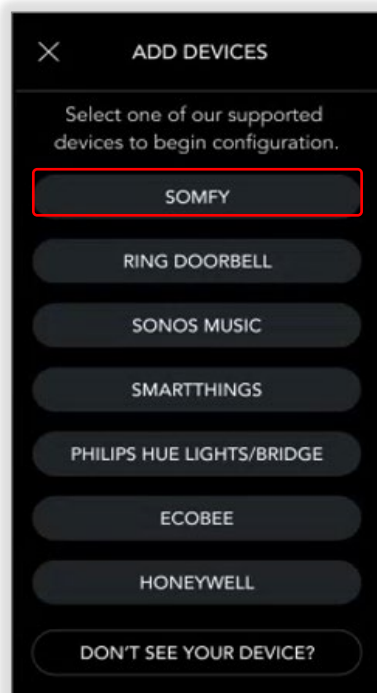 ADD DEVICES
Select one of our supported
devices to begin configuration.
SOMFY
RING DOORBELL
SONOS MUSIC
SMARTTHINGS
PHILIPS HUE LIGHTS/BRIDGE
ECOBEE
HONEYWELL
DON'T SEE YOUR DEVICE?